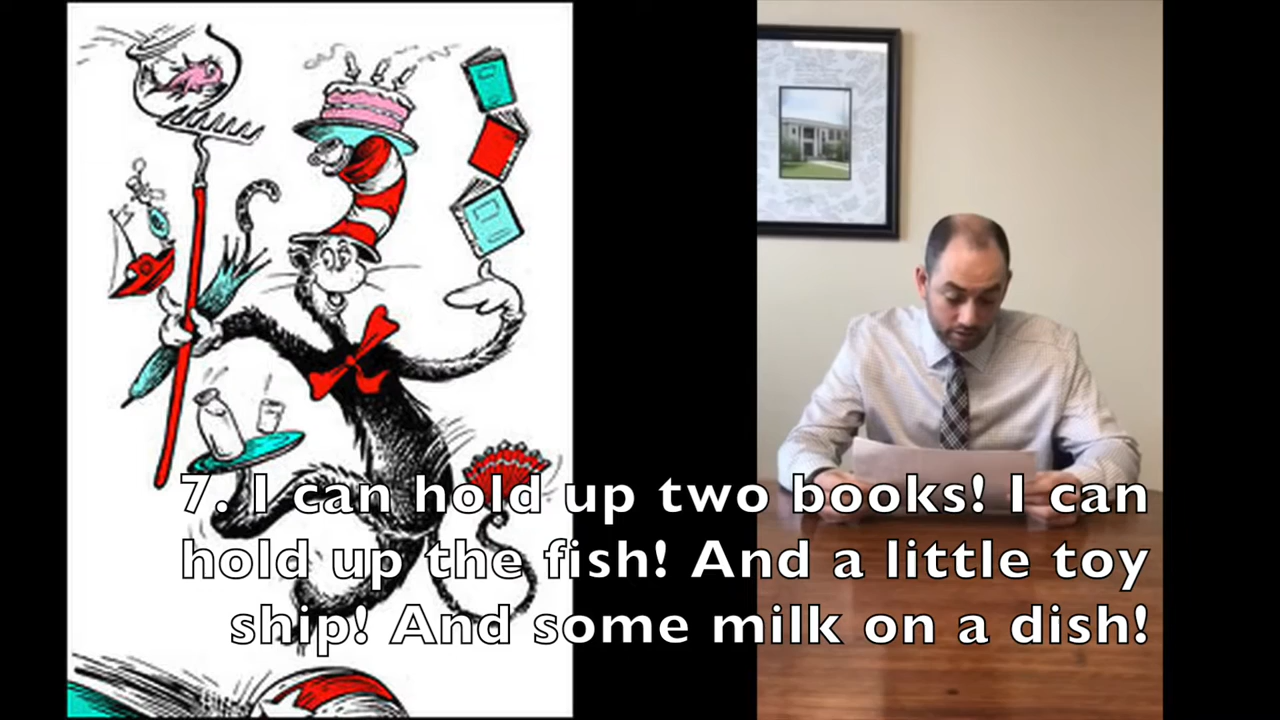 7. I can hold up two books! I can
hold up the fish! And a little toy
ship! And some milk on a dish!